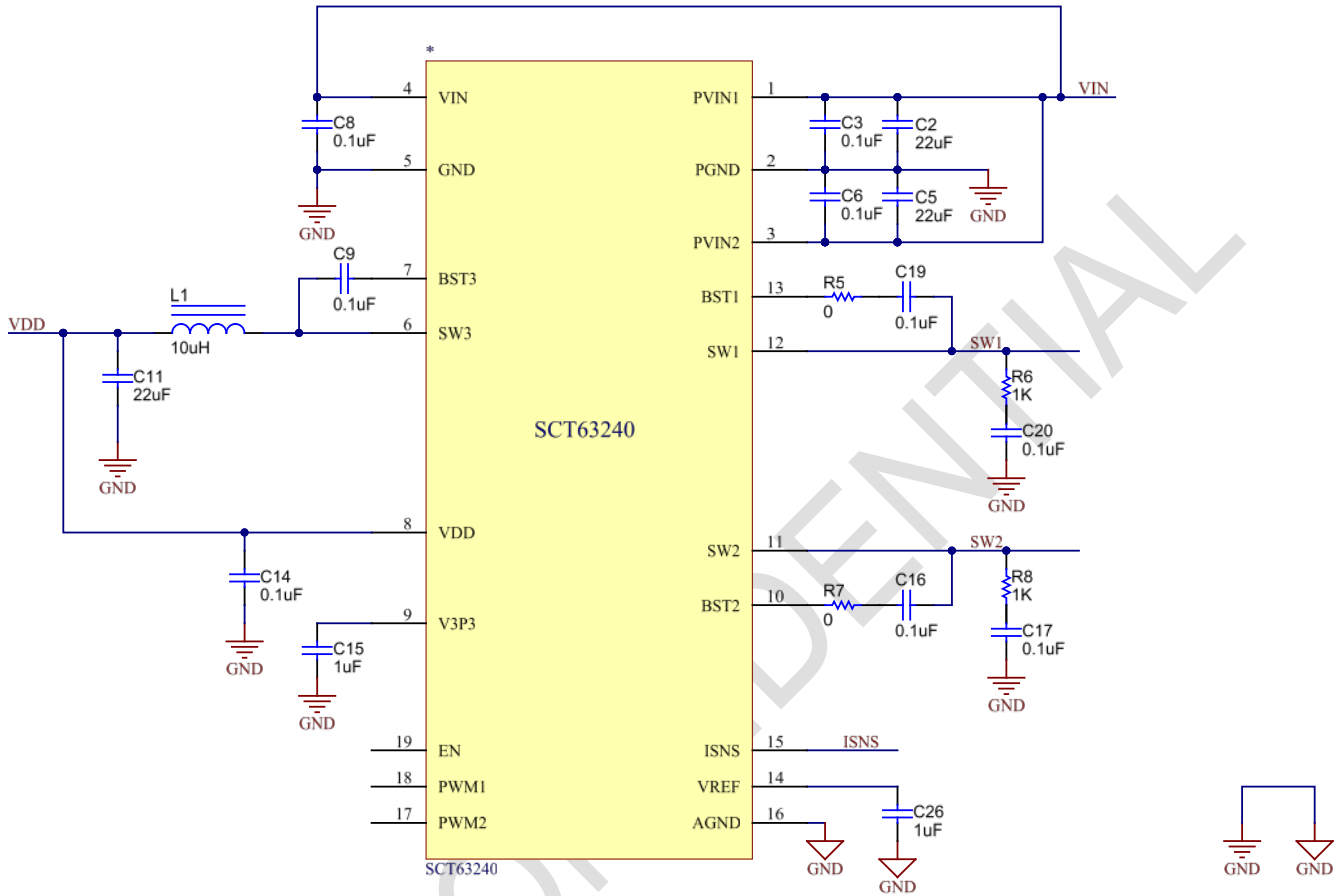 *
4 VIN
C8
0.1uF
5 GND
GND
C9
0.1uF
7 BST3
VDD
L1
10uH
6 SW3
C11
22uF
GND
8 VDD
C14
0.1uF
GND
9 V3P3
C15
1uF
GND
19 EN
18 PWM1
17 PWM2
SCT63240
SCT63240
PVIN1 1
VIN
C3
0.1uF
C2
22uF
PGND 2
C6
0.1uF
C5
22uF
GND
PVIN2 3
BST1 13
R5
0
C19
0.1uF
SW1 12
SW1
R6
1K
C20
0.1uF
GND
SW2 11
SW2
BST2 10
R7
0
C16
0.1uF
R8
1K
C17
0.1uF
GND
ISNS 15
ISNS
VREF 14
C26
1uF
AGND 16
GND
GND
GND
GND